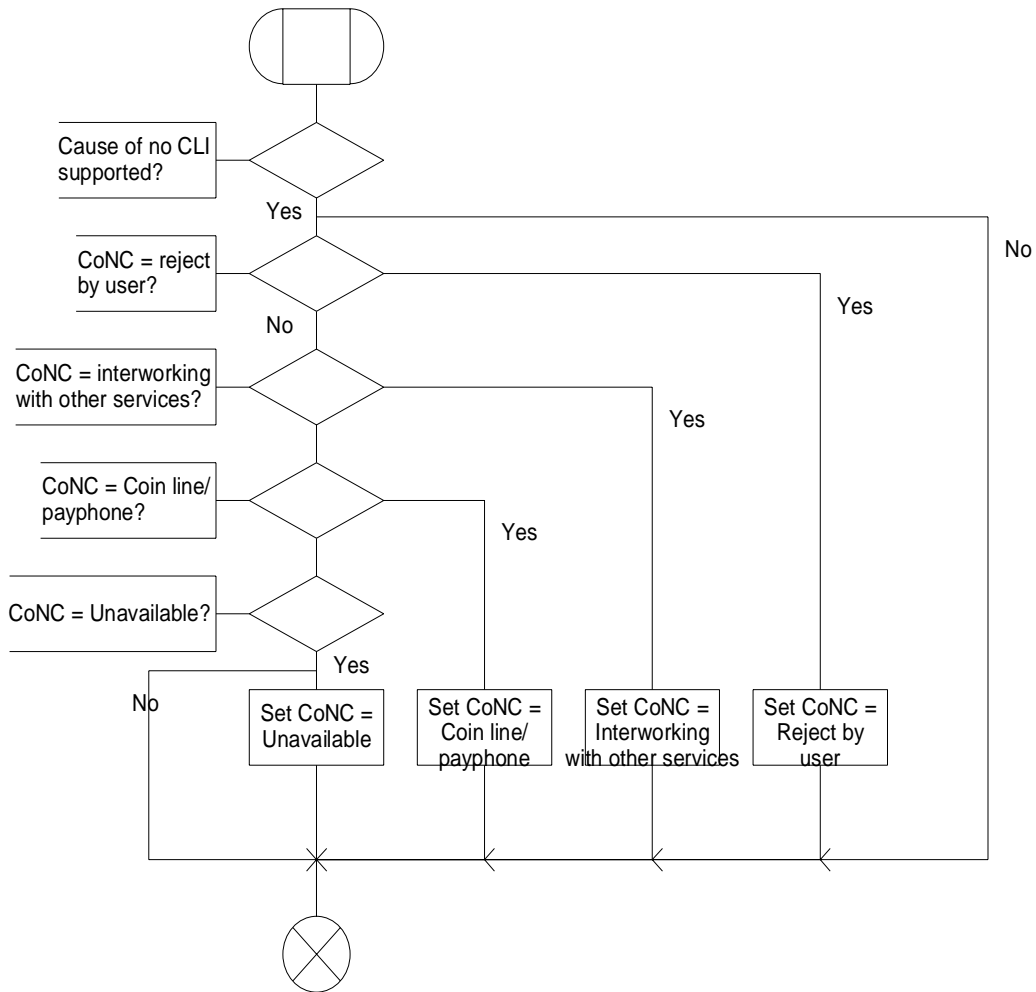 Cause of no CLI
supported?
Yes
No
CoNC = reject
by user?
Yes
No
CoNC = interworking
with other services?
Yes
CoNC = Coin line/
payphone?
Yes
CoNC = Unavailable?
Yes
No
Set CoNC =
Unavailable
Set CoNC =
Coin line/
payphone
Set CoNC =
Interworking
with other services
Set CoNC =
Reject by
user